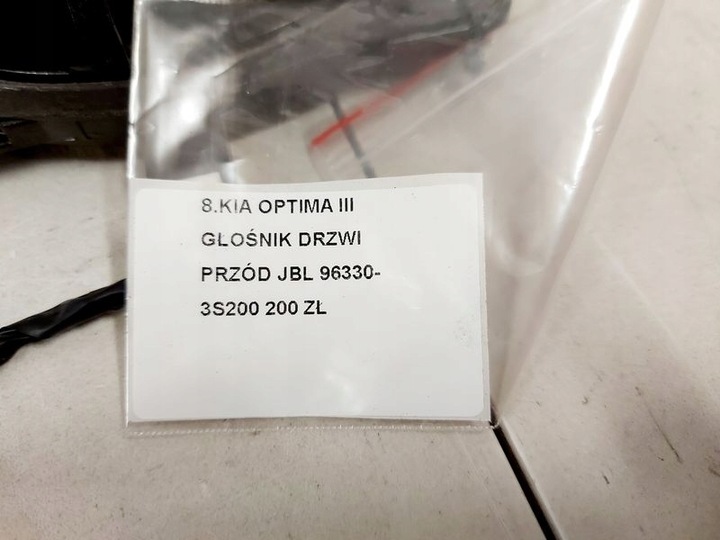 8.KIA OPTIMA III
GŁOŚNIK DRZWI
PRZÓD JBL 96330-
3S200 200 ZŁ